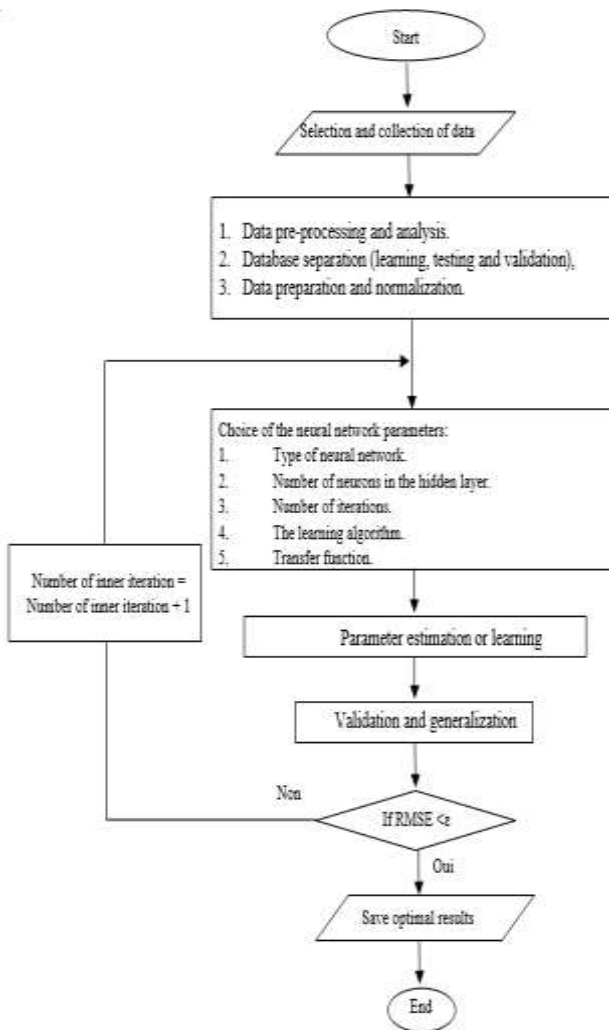 Start
Selection and collection of data
1. Data pre-processing and analysis.
2. Database separation (learning, testing and validation),
3. Data preparation and normalization.
Choice of the neural network parameters:
1. Type of neural network.
2. Number of neurons in the hidden layer.
3. Number of iterations.
4. The learning algorithm.
5. Transfer function.
Number of inner iteration =
Number of inner iteration + 1
Parameter estimation or learning
Validation and generalization
Non
If RMSE <ε
Oui
Save optimal results
End